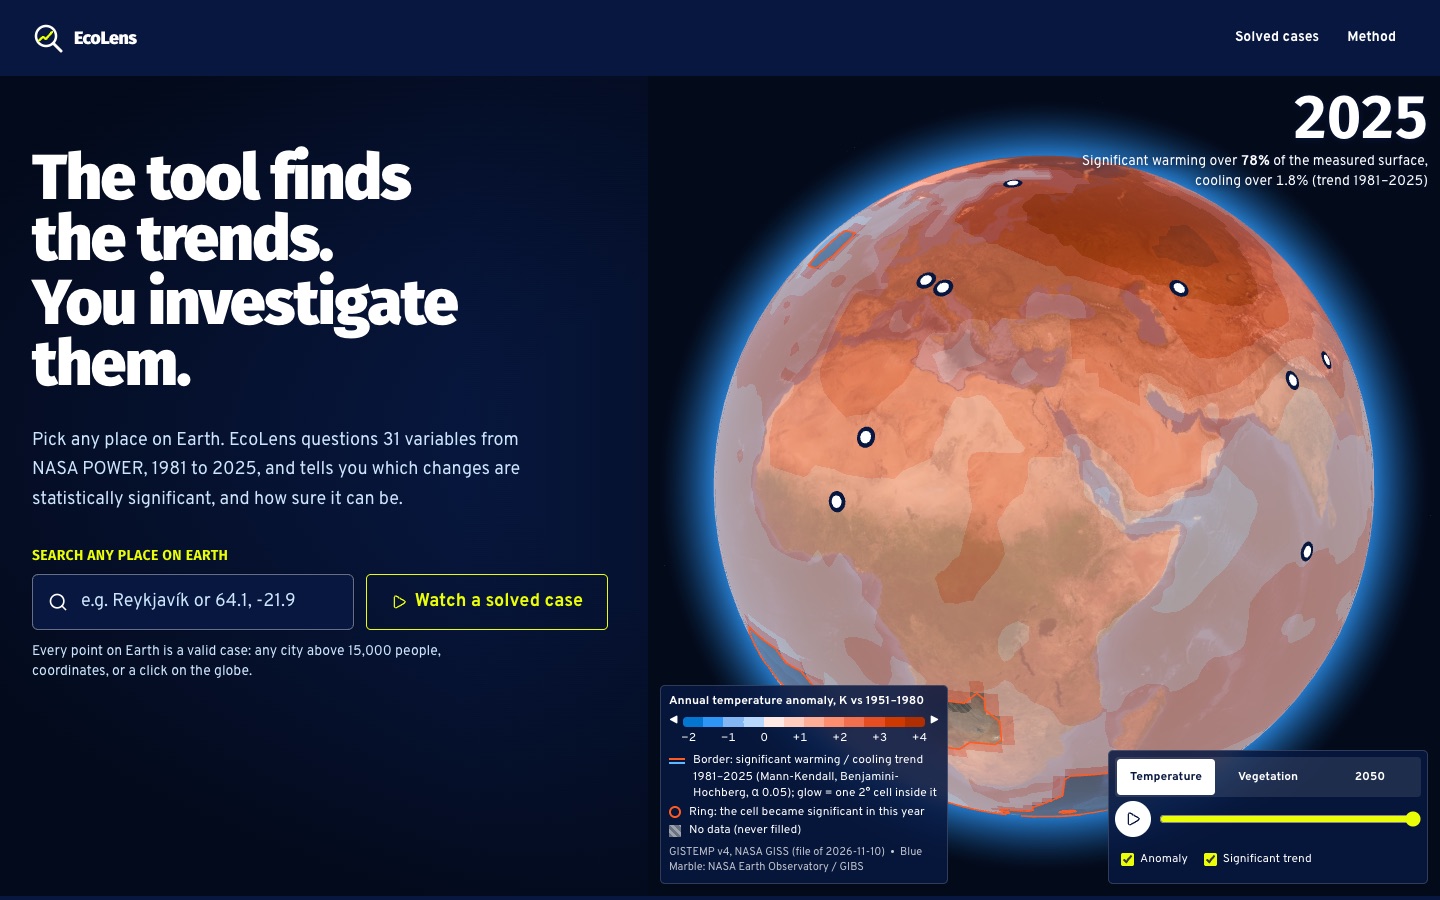 EcoLens
Solved cases
Method
The tool finds
the trends.
You investigate
them.
Pick any place on Earth. EcoLens questions 31 variables from
NASA POWER, 1981 to 2025, and tells you which changes are
statistically significant, and how sure it can be.
SEARCH ANY PLACE ON EARTH
e.g. Reykjavík or 64.1, -21.9
Watch a solved case
Every point on Earth is a valid case: any city above 15,000 people,
coordinates, or a click on the globe.
2025
Significant warming over 78% of the measured surface,
cooling over 1.8% (trend 1981–2025)
Annual temperature anomaly, K vs 1951–1980
−2 −1 0 +1 +2 +3 +4
Border: significant warming / cooling trend
1981–2025 (Mann-Kendall, Benjamini-
Hochberg, α 0.05); glow = one 2° cell inside it
Ring: the cell became significant in this year
No data (never filled)
GISTEMP v4, NASA GISS (file of 2026-11-10) • Blue
Marble: NASA Earth Observatory / GIBS
Temperature
Vegetation
2050
Anomaly
Significant trend